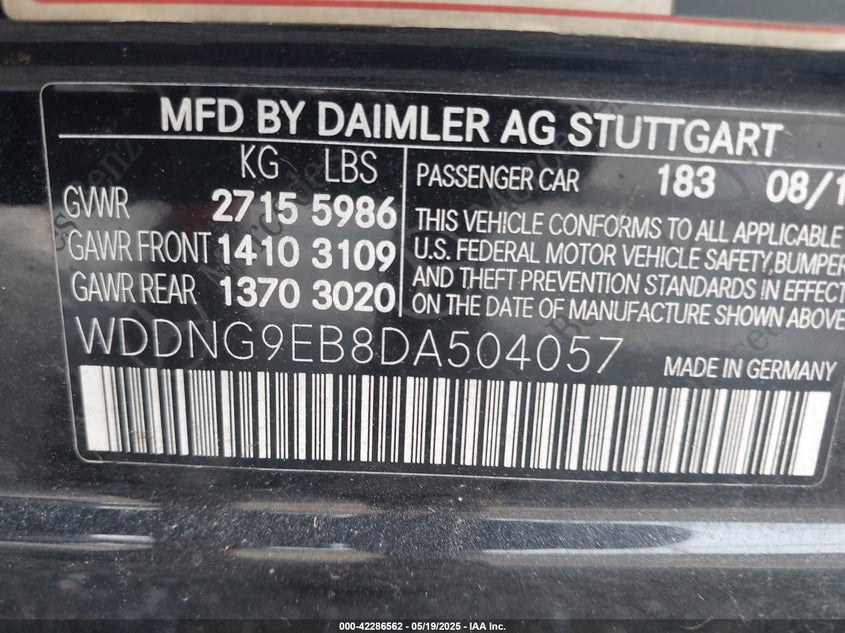 MFD BY DAIMLER AG STUTTGART
KG LBS
GVWR 2715 5986
GAWR FRONT 1410 3109
GAWR REAR 1370 3020
PASSENGER CAR 183 08/1
THIS VEHICLE CONFORMS TO ALL APPLICABLE
U.S. FEDERAL MOTOR VEHICLE SAFETY,BUMPER
AND THEFT PREVENTION STANDARDS IN EFFECT
ON THE DATE OF MANUFACTURE SHOWN ABOVE
WDDNG9EB8DA504057
MADE IN GERMANY
000-42286562 - 05/19/2025 - IAA Inc.